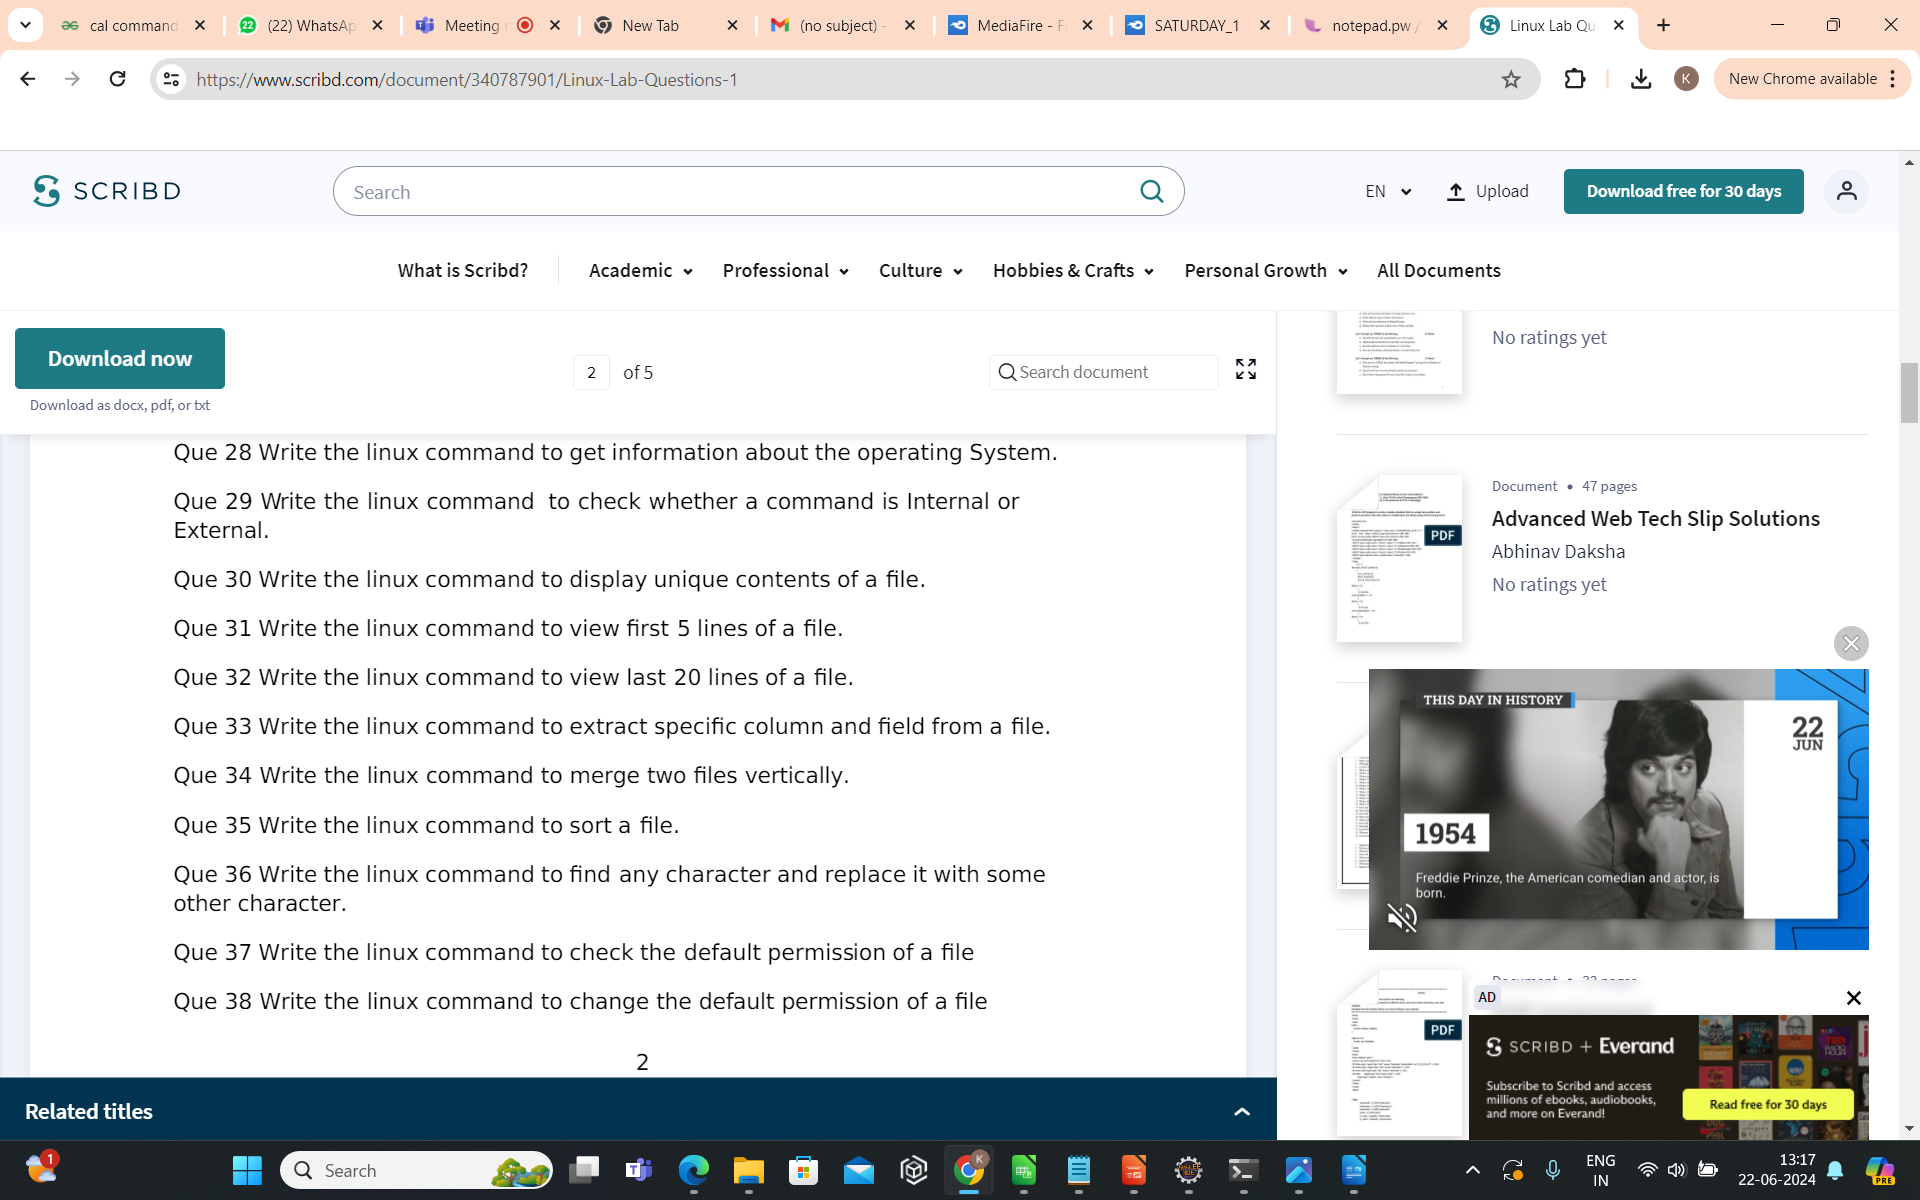 cal command
(22) WhatsAp
Meeting
New Tab
(no subject) -
MediaFire - F
SATURDAY_1
notepad.pw /
Linux Lab Qu
https://www.scribd.com/document/340787901/Linux-Lab-Questions-1
K
New Chrome available
SCRIBD
Search
EN
Upload
Download free for 30 days
What is Scribd?
Academic
Professional
Culture
Hobbies & Crafts
Personal Growth
All Documents
Download now
Download as docx, pdf, or txt
2 of 5
Search document
Que 28 Write the linux command to get information about the operating System.
Que 29 Write the linux command to check whether a command is Internal or
External.
Que 30 Write the linux command to display unique contents of a file.
Que 31 Write the linux command to view first 5 lines of a file.
Que 32 Write the linux command to view last 20 lines of a file.
Que 33 Write the linux command to extract specific column and field from a file.
Que 34 Write the linux command to merge two files vertically.
Que 35 Write the linux command to sort a file.
Que 36 Write the linux command to find any character and replace it with some
other character.
Que 37 Write the linux command to check the default permission of a file
Que 38 Write the linux command to change the default permission of a file
2
Related titles
No ratings yet
Document • 47 pages
Advanced Web Tech Slip Solutions
Abhinav Daksha
No ratings yet
PDF
THIS DAY IN HISTORY
22
JUN
1954
Freddie Prinze, the American comedian and actor, is
born.
PDF
AD
SCRIBD + Everand
Subscribe to Scribd and access
millions of ebooks, audiobooks,
and more on Everand!
Read free for 30 days
1
Search
K
ENG
IN
13:17
22-06-2024
PRE